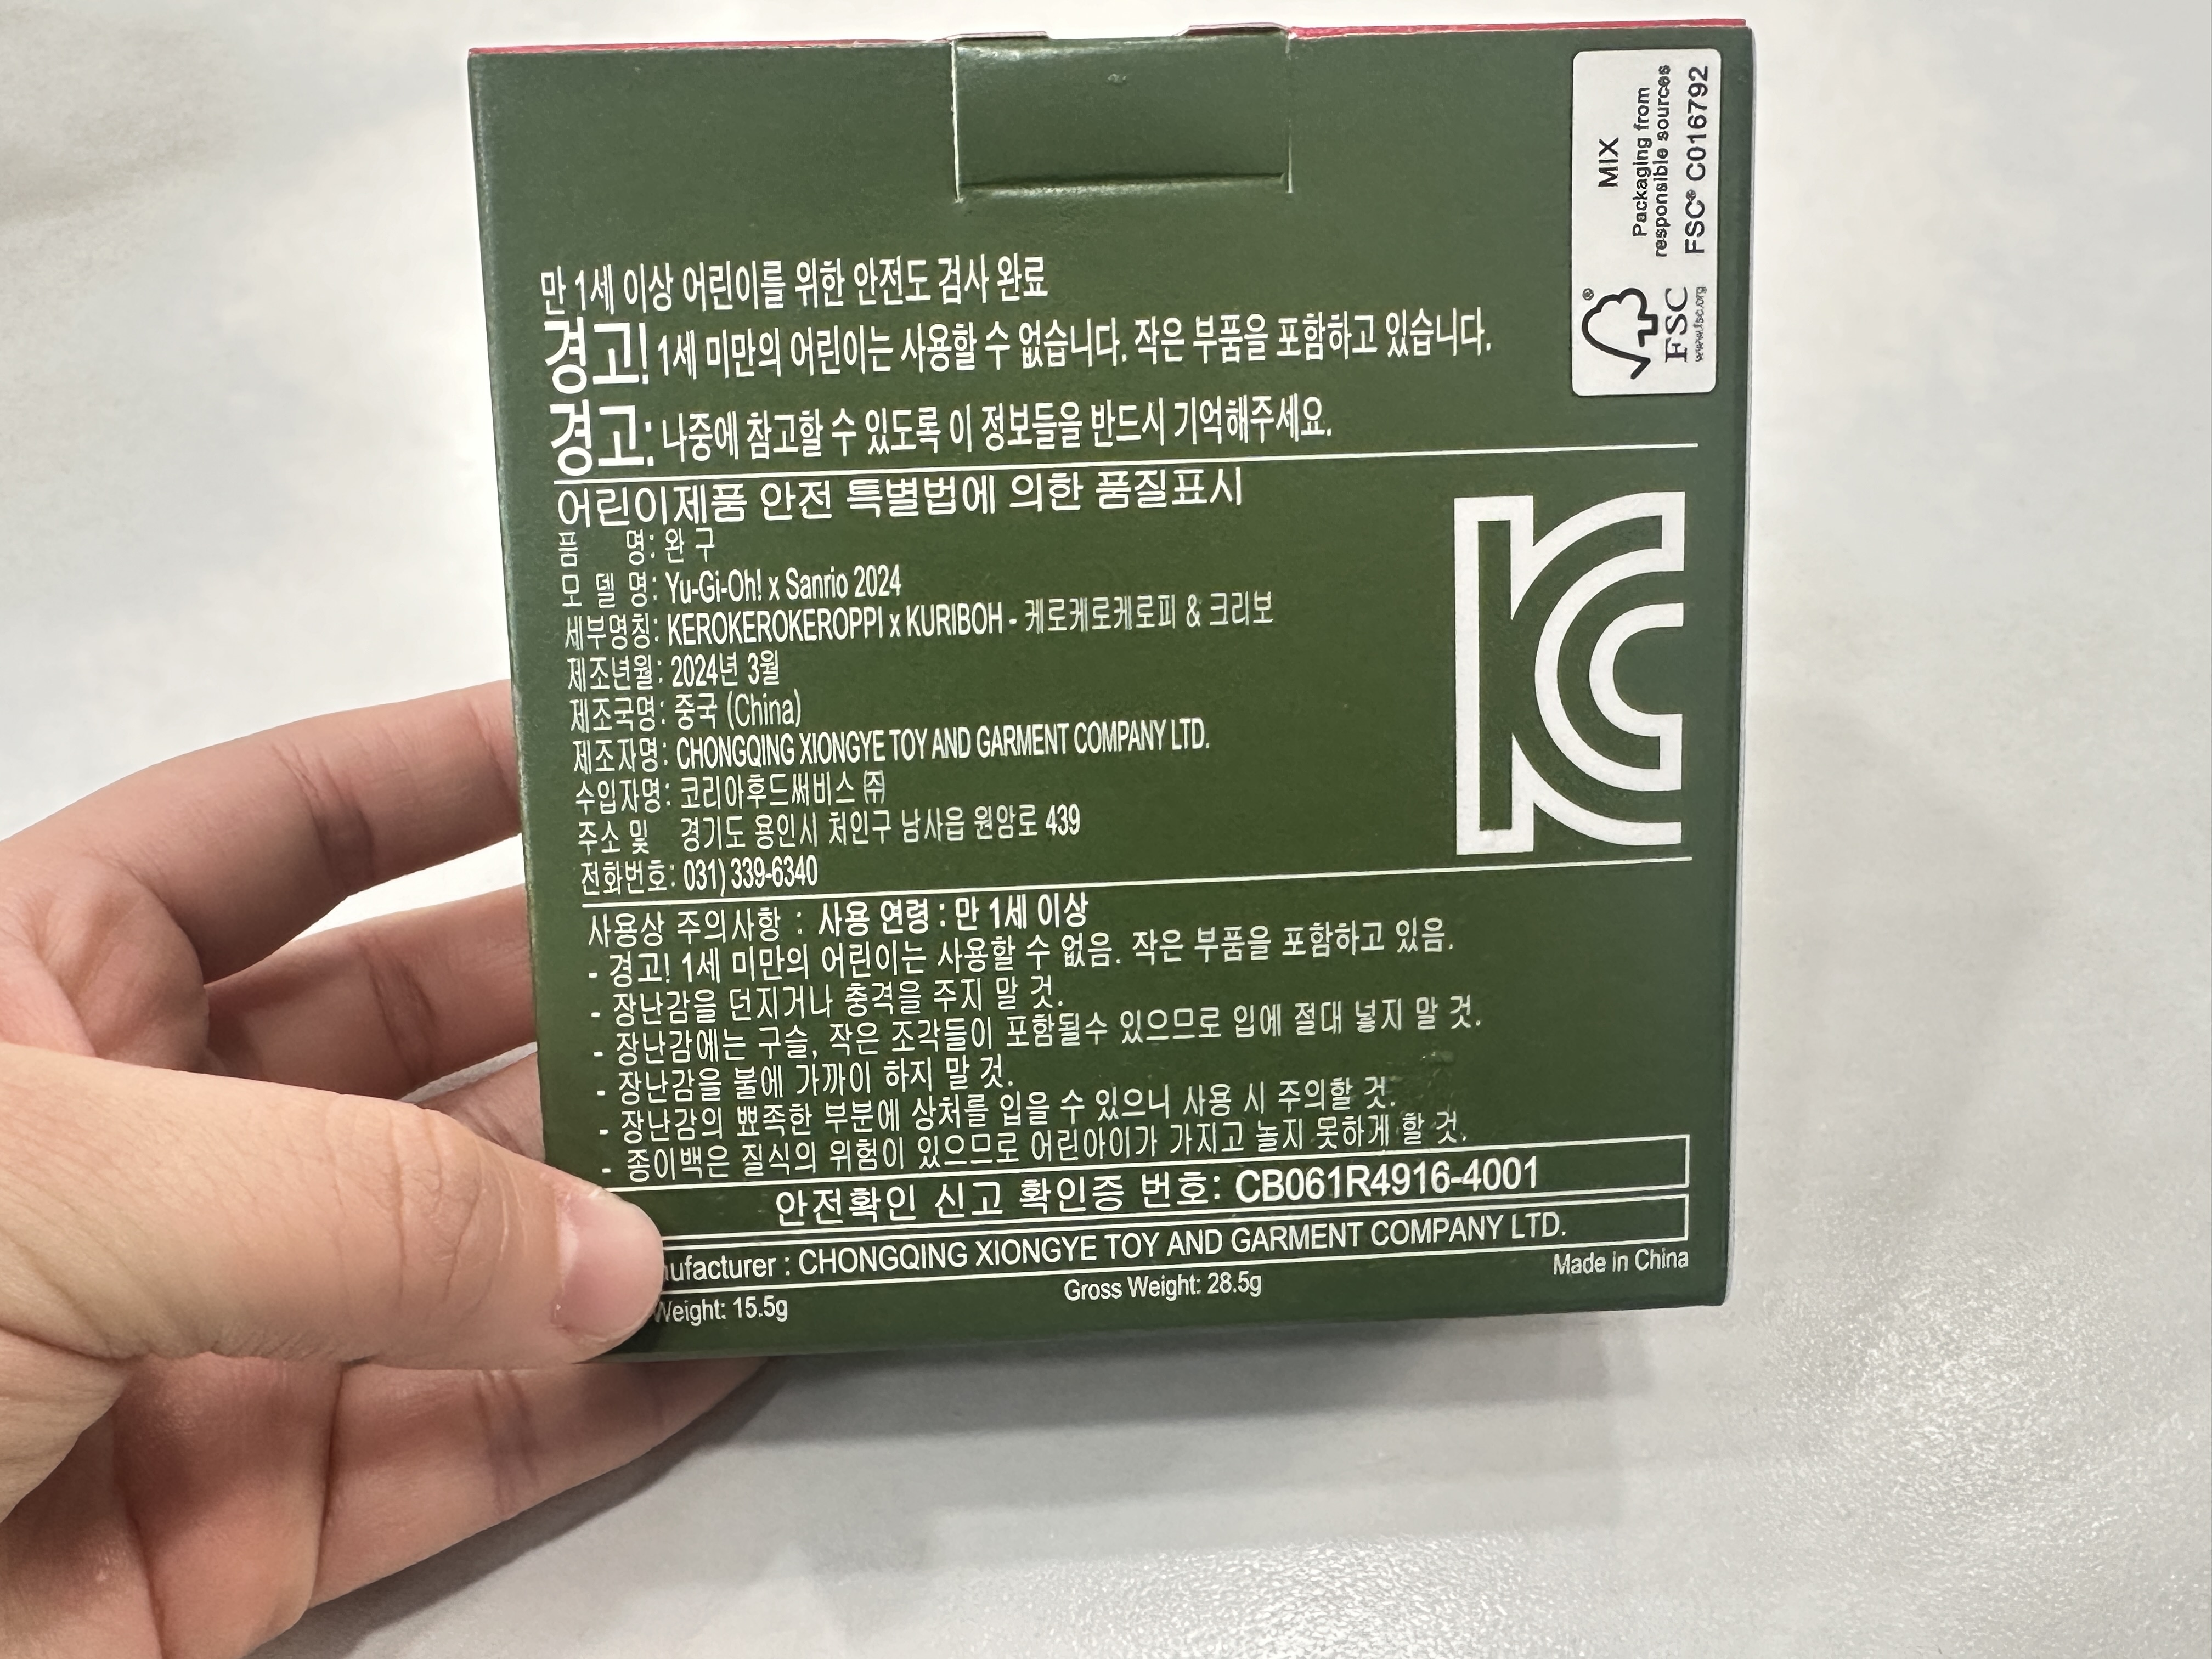 MIX
Packaging from
responsible sources
FSC® C016792
®
FSC
www.fsc.org
만 1세 이상 어린이를 위한 안전도 검사 완료
경고! 1세 미만의 어린이는 사용할 수 없습니다. 작은 부품을 포함하고 있습니다.
경고: 나중에 참고할 수 있도록 이 정보들을 반드시 기억해주세요.
어린이제품 안전 특별법에 의한 품질표시
품 명: 완 구
모 델 명: Yu-Gi-Oh! x Sanrio 2024
세부명칭: KEROKEROKEROPPI x KURIBOH - 케로케로케로피 & 크리보
제조년월: 2024년 3월
제조국명: 중국 (China)
제조자명: CHONGQING XIONGYE TOY AND GARMENT COMPANY LTD.
수입자명: 코리아후드써비스 ㈜
주소 및 경기도 용인시 처인구 남사읍 원암로 439
전화번호: 031) 339-6340
KC
사용상 주의사항 : 사용 연령 : 만 1세 이상
- 경고! 1세 미만의 어린이는 사용할 수 없음. 작은 부품을 포함하고 있음.
- 장난감을 던지거나 충격을 주지 말 것.
- 장난감에는 구슬, 작은 조각들이 포함될수 있으므로 입에 절대 넣지 말 것.
- 장난감을 불에 가까이 하지 말 것.
- 장난감의 뾰족한 부분에 상처를 입을 수 있으니 사용 시 주의할 것.
- 종이백은 질식의 위험이 있으므로 어린아이가 가지고 놀지 못하게 할 것.
안전확인 신고 확인증 번호: CB061R4916-4001
ufacturer : CHONGQING XIONGYE TOY AND GARMENT COMPANY LTD.
Weight: 15.5g Gross Weight: 28.5g Made in China